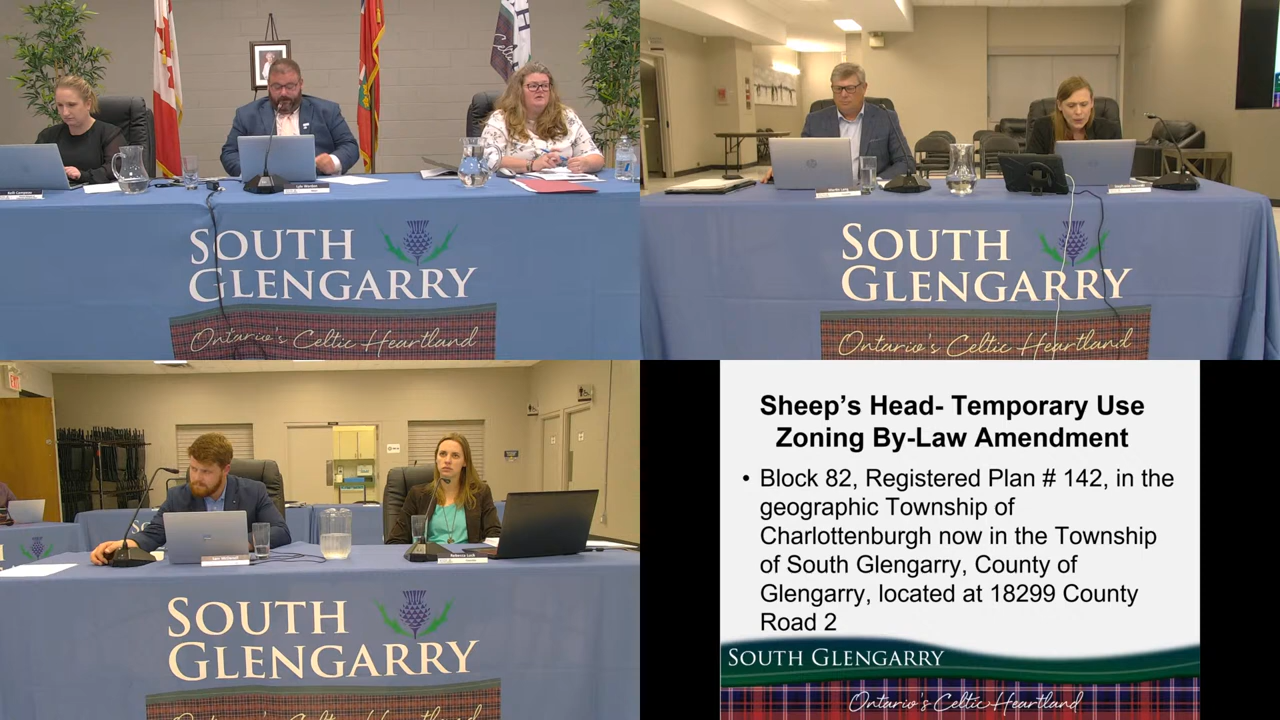 SOUTH
GLENGARRY
Ontario's Celtic Heartland
SOUTH
GLENGARRY
Ontario's Celtic Heartland
EXIT
SOUTH
GLENGARRY
Sheep's Head- Temporary Use
Zoning By-Law Amendment
• Block 82, Registered Plan # 142, in the
geographic Township of
Charlottenburgh now in the Township
of South Glengarry, County of
Glengarry, located at 18299 County
Road 2
SOUTH GLENGARRY
Ontario's Celtic Heartland